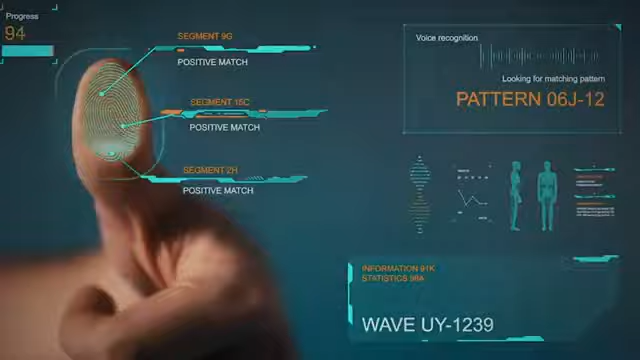 Progress
94
SEGMENT 9G
POSITIVE MATCH
SEGMENT 15C
POSITIVE MATCH
SEGMENT 2H
POSITIVE MATCH
Voice recognition
Looking for matching pattern
PATTERN 06J-12
INFORMATION 91K
STATISTICS 98A
WAVE UY-1239